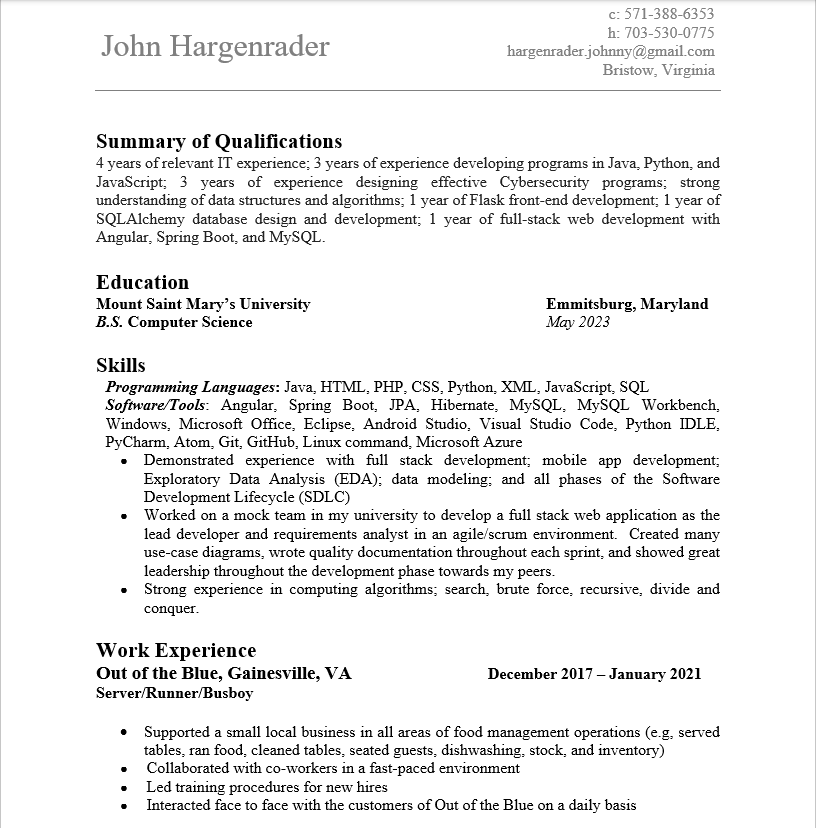 c: 571-388-6353
John Hargenrader
h: 703-530-0775
hargenrader.johnny@gmail.com
Bristow, Virginia
Summary of Qualifications
4 years of relevant IT experience; 3 years of experience developing programs in Java, Python, and
JavaScript; 3 years of experience designing effective Cybersecurity programs; strong
understanding of data structures and algorithms; 1 year of Flask front-end development; 1 year of
SQLAlchemy database design and development; 1 year of full-stack web development with
Angular, Spring Boot, and MySQL.
Education
Mount Saint Mary’s University Emmitsburg, Maryland
B.S. Computer Science May 2023
Skills
Programming Languages: Java, HTML, PHP, CSS, Python, XML, JavaScript, SQL
Software/Tools: Angular, Spring Boot, JPA, Hibernate, MySQL, MySQL Workbench,
Windows, Microsoft Office, Eclipse, Android Studio, Visual Studio Code, Python IDLE,
PyCharm, Atom, Git, GitHub, Linux command, Microsoft Azure
• Demonstrated experience with full stack development; mobile app development;
Exploratory Data Analysis (EDA); data modeling; and all phases of the Software
Development Lifecycle (SDLC)
• Worked on a mock team in my university to develop a full stack web application as the
lead developer and requirements analyst in an agile/scrum environment. Created many
use-case diagrams, wrote quality documentation throughout each sprint, and showed great
leadership throughout the development phase towards my peers.
• Strong experience in computing algorithms; search, brute force, recursive, divide and
conquer.
Work Experience
Out of the Blue, Gainesville, VA December 2017 – January 2021
Server/Runner/Busboy
• Supported a small local business in all areas of food management operations (e.g, served
tables, ran food, cleaned tables, seated guests, dishwashing, stock, and inventory)
• Collaborated with co-workers in a fast-paced environment
• Led training procedures for new hires
• Interacted face to face with the customers of Out of the Blue on a daily basis